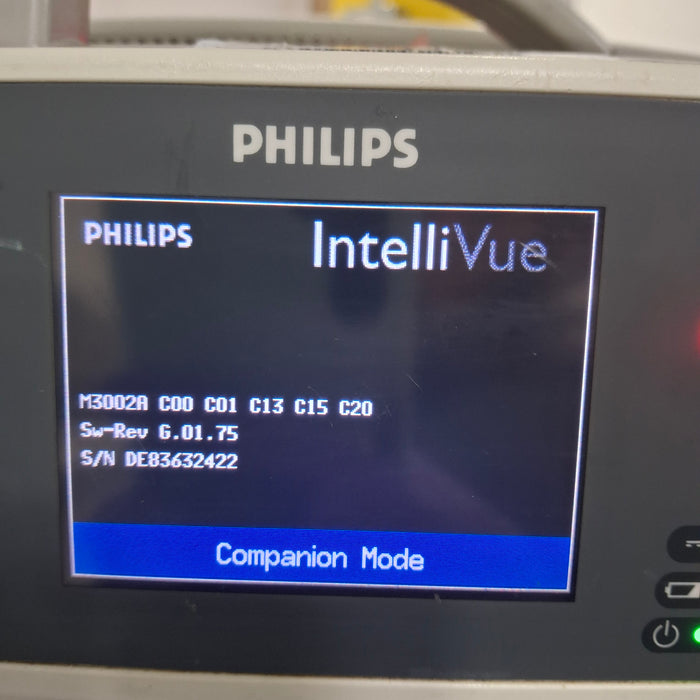 PHILIPS
PHILIPS IntelliVue
M3002A C00 C01 C13 C15 C20
Sw-Rev G.01.75
S/N DE83632422
Companion Mode